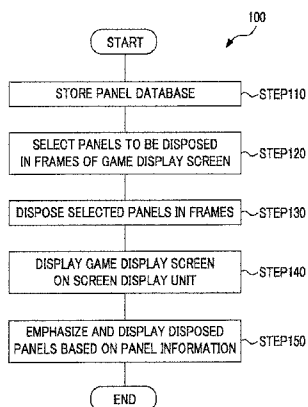 100
START
STORE PANEL DATABASE
STEP110
SELECT PANELS TO BE DISPOSED
IN FRAMES OF GAME DISPLAY SCREEN
STEP120
DISPOSE SELECTED PANELS IN FRAMES
STEP130
DISPLAY GAME DISPLAY SCREEN
ON SCREEN DISPLAY UNIT
STEP140
EMPHASIZE AND DISPLAY DISPOSED
PANELS BASED ON PANEL INFORMATION
STEP150
END